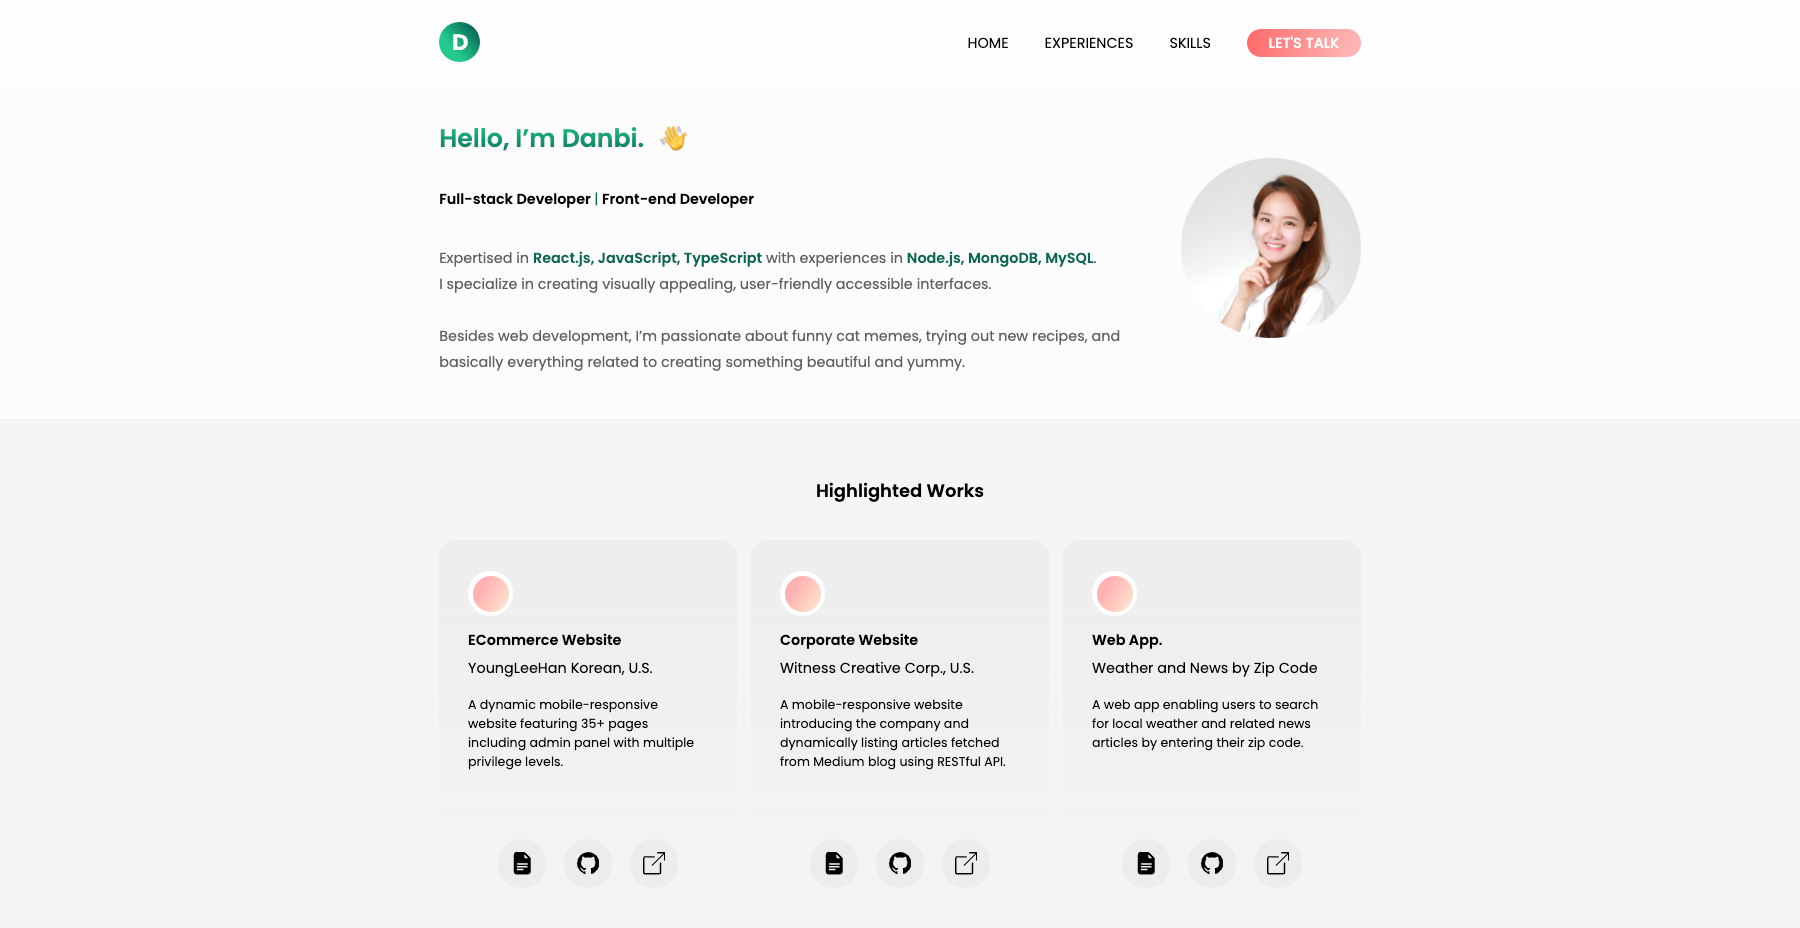 D
HOME EXPERIENCES SKILLS LET'S TALK
Hello, I’m Danbi. 👋
Full-stack Developer | Front-end Developer
Expertised in React.js, JavaScript, TypeScript with experiences in Node.js, MongoDB, MySQL.
I specialize in creating visually appealing, user-friendly accessible interfaces.
Besides web development, I’m passionate about funny cat memes, trying out new recipes, and
basically everything related to creating something beautiful and yummy.
Highlighted Works
ECommerce Website
YoungLeeHan Korean, U.S.
A dynamic mobile-responsive
website featuring 35+ pages
including admin panel with multiple
privilege levels.
Corporate Website
Witness Creative Corp., U.S.
A mobile-responsive website
introducing the company and
dynamically listing articles fetched
from Medium blog using RESTful API.
Web App.
Weather and News by Zip Code
A web app enabling users to search
for local weather and related news
articles by entering their zip code.